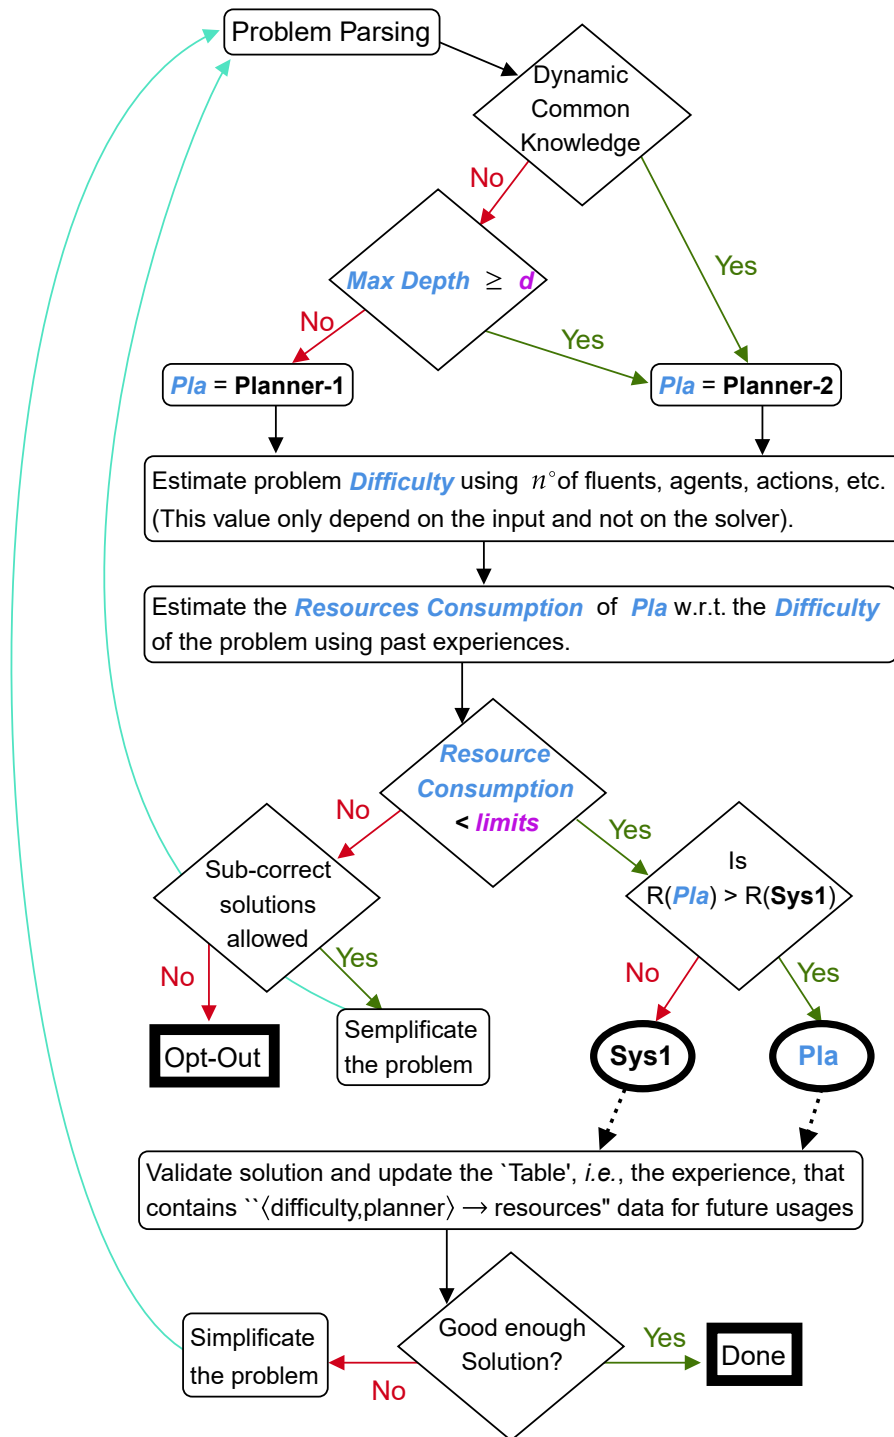 Problem Parsing
Dynamic
Common
Knowledge
No
Yes
Max Depth ≥ d
No
Yes
Pla = Planner-1
Pla = Planner-2
Estimate problem Difficulty using n° of fluents, agents, actions, etc.
(This value only depend on the input and not on the solver).
Estimate the Resources Consumption of Pla w.r.t. the Difficulty
of the problem using past experiences.
Resource
Consumption
< limits
No
Yes
Sub-correct
solutions
allowed
Is
R(Pla) > R(Sys1)
No
Yes
No
Yes
Opt-Out
Semplificate
the problem
Sys1
Pla
Validate solution and update the `Table', i.e., the experience, that
contains ``⟨difficulty,planner⟩ → resources" data for future usages
Good enough
Solution?
Simplificate
the problem
No
Yes
Done